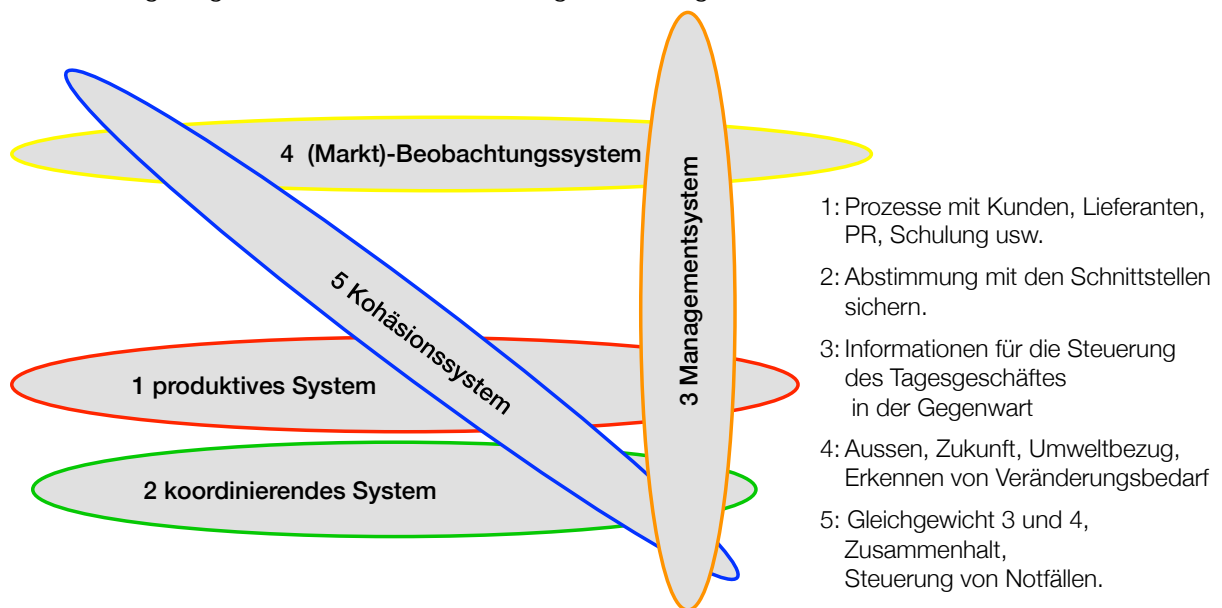 4 (Markt)-Beobachtungssystem
3 Managementsystem
5 Kohäsionssystem
1 produktives System
2 koordinierendes System
1: Prozesse mit Kunden, Lieferanten,
PR, Schulung usw.
2: Abstimmung mit den Schnittstellen
sichern.
3: Informationen für die Steuerung
des Tagesgeschäftes
in der Gegenwart
4: Aussen, Zukunft, Umweltbezug,
Erkennen von Veränderungsbedarf
5: Gleichgewicht 3 und 4,
Zusammenhalt,
Steuerung von Notfällen.